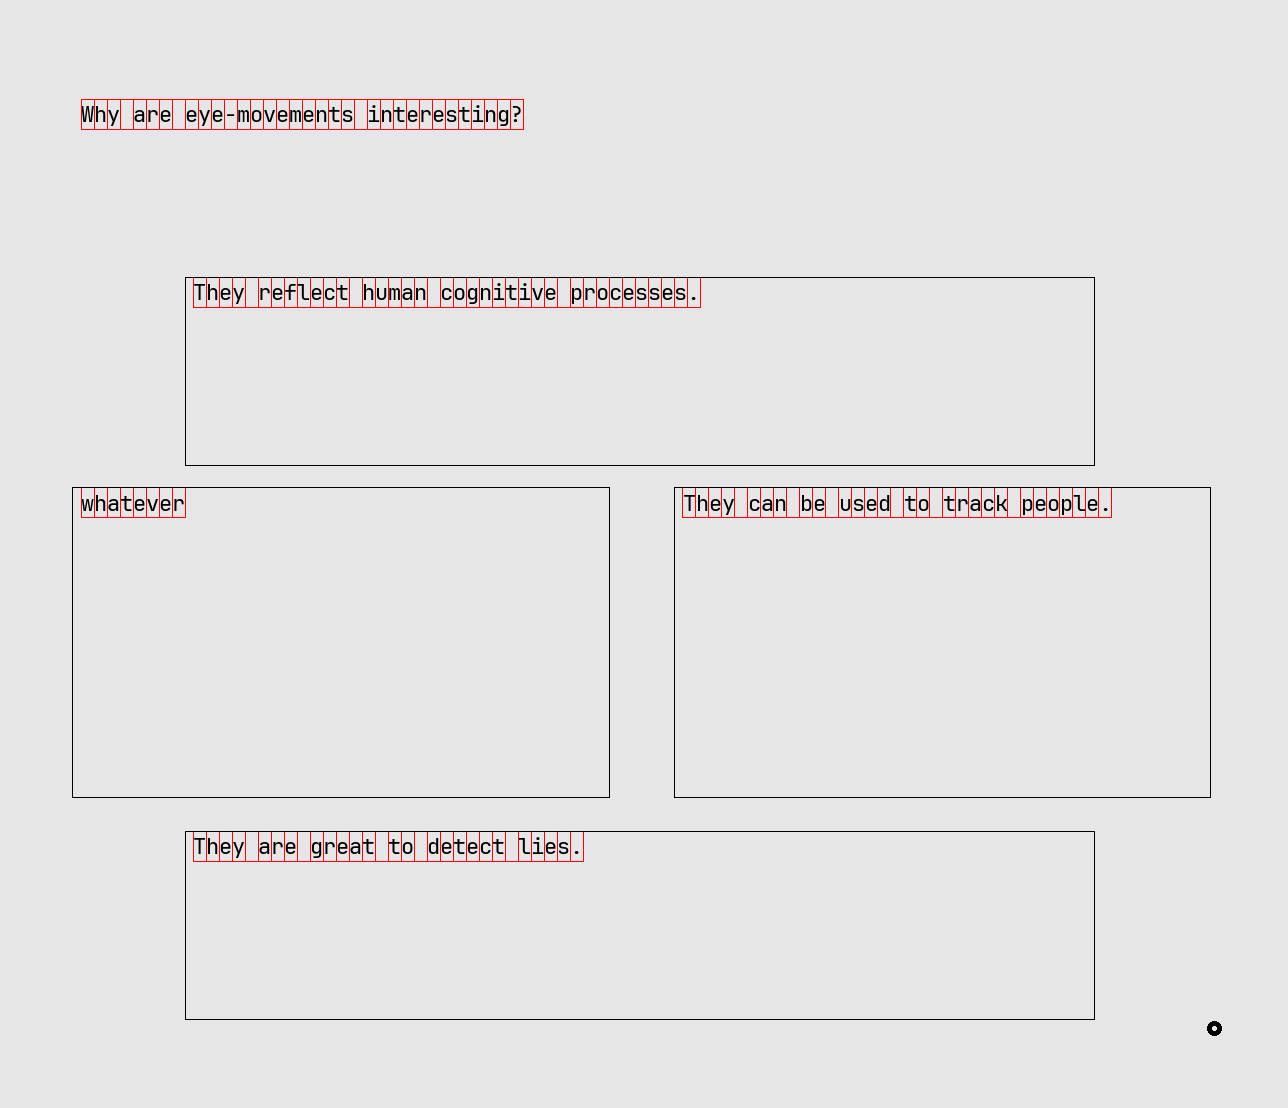 Why are eye-movements interesting?
They reflect human cognitive processes.
whatever
They can be used to track people.
They are great to detect lies.